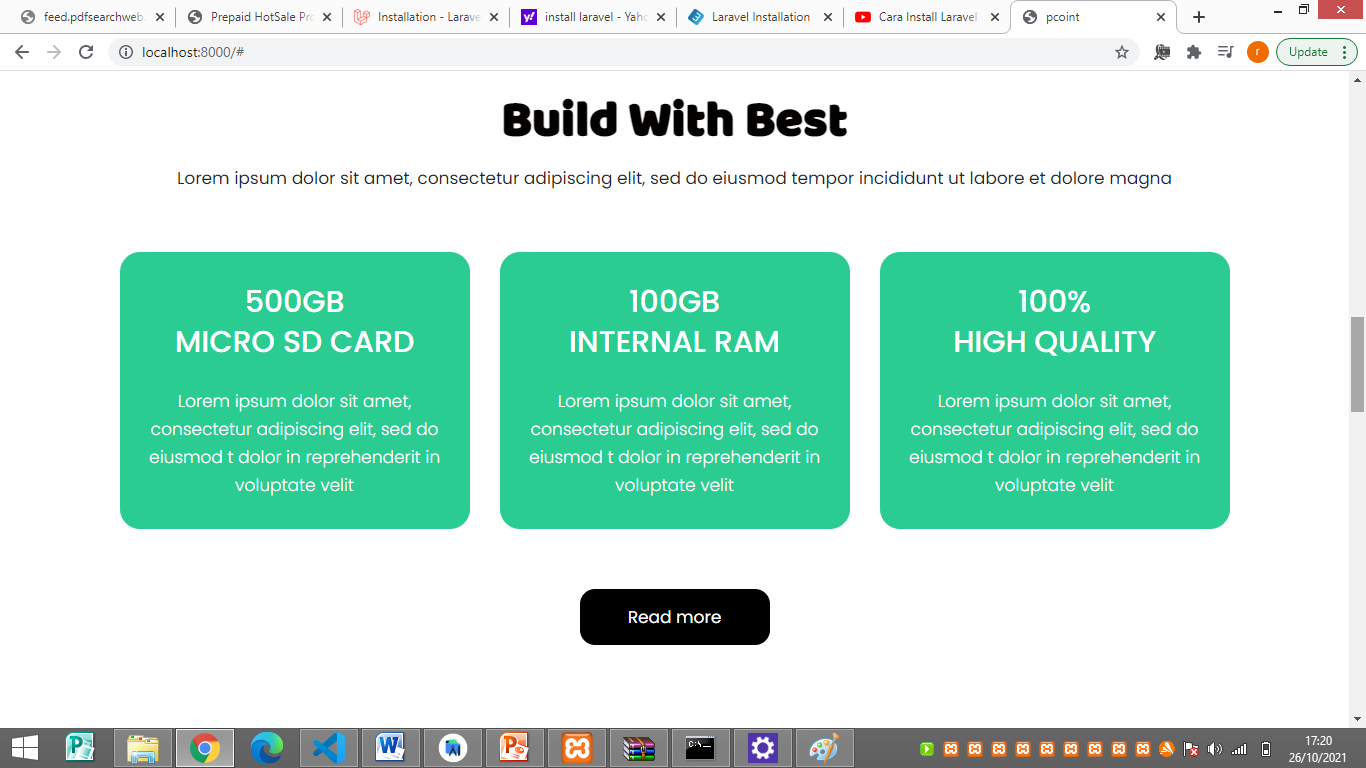 feed.pdfsearchweb.
Prepaid HotSale Pro
Installation - Larave
install laravel - Yaho
Laravel Installation
Cara Install Laravel
pcoint
localhost:8000/#
r
Update
Build With Best
Lorem ipsum dolor sit amet, consectetur adipiscing elit, sed do eiusmod tempor incididunt ut labore et dolore magna
500GB
MICRO SD CARD
Lorem ipsum dolor sit amet,
consectetur adipiscing elit, sed do
eiusmod t dolor in reprehenderit in
voluptate velit
100GB
INTERNAL RAM
Lorem ipsum dolor sit amet,
consectetur adipiscing elit, sed do
eiusmod t dolor in reprehenderit in
voluptate velit
100%
HIGH QUALITY
Lorem ipsum dolor sit amet,
consectetur adipiscing elit, sed do
eiusmod t dolor in reprehenderit in
voluptate velit
Read more
17:20
26/10/2021